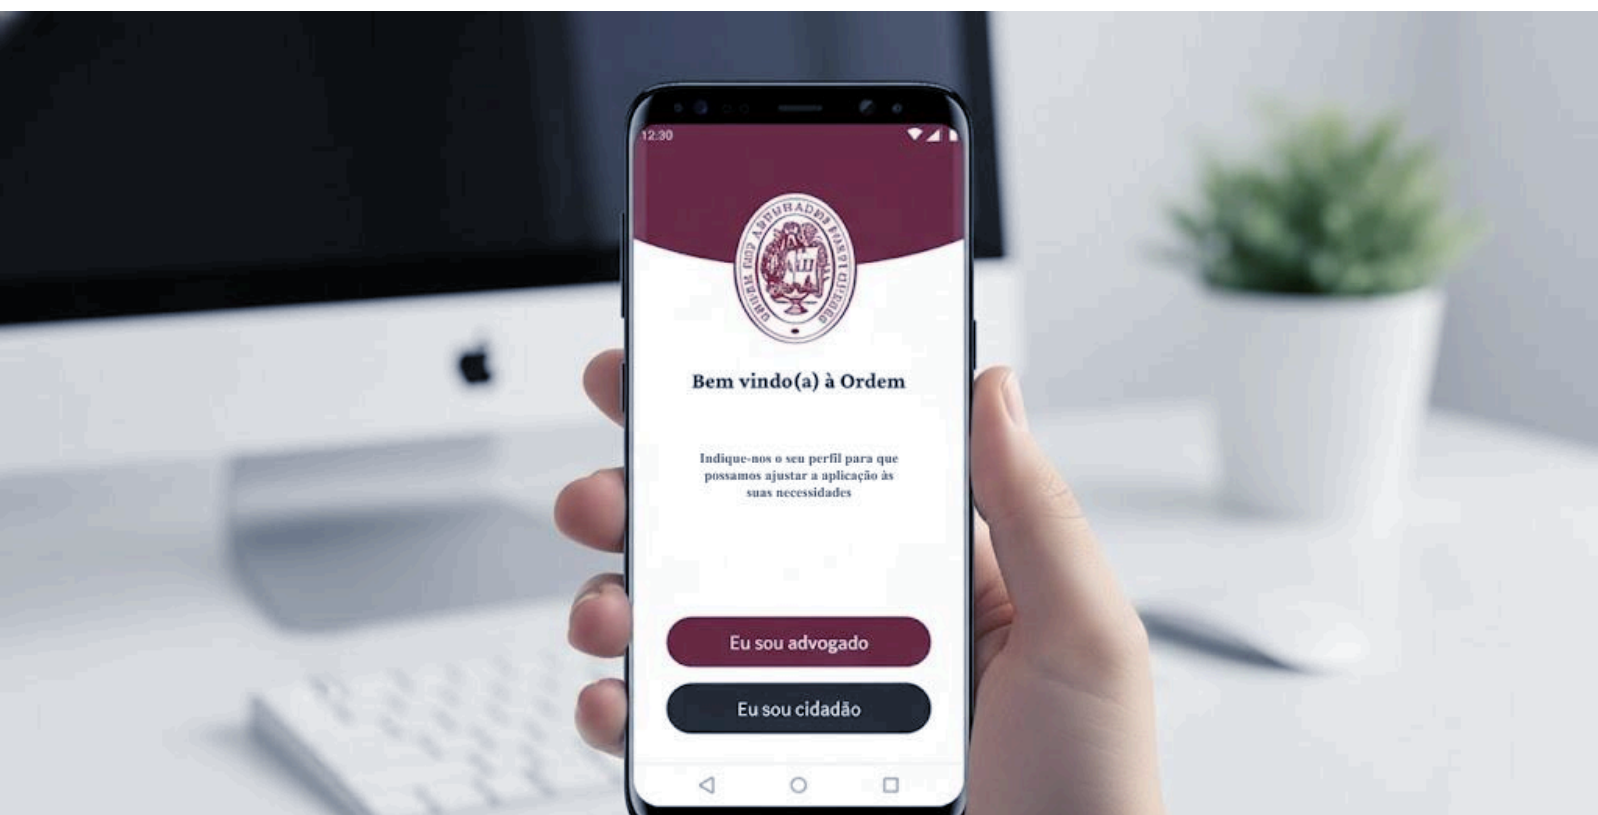 12:30
Bem vindo(a) à Ordem
Indique-nos o seu perfil para que
possamos ajustar a aplicação às
suas necessidades
Eu sou advogado
Eu sou cidadão